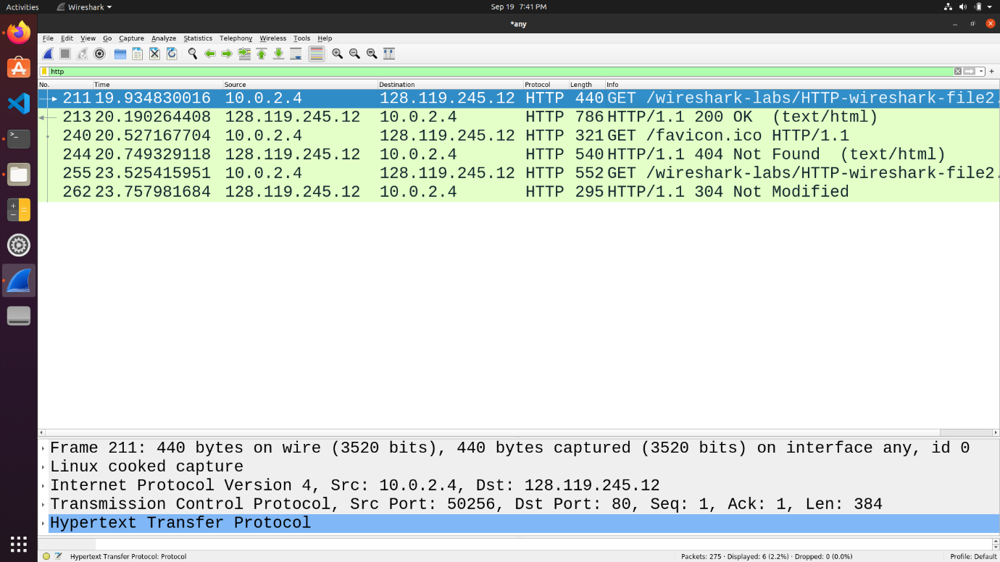 Activities Wireshark Sep 19 7:41 PM
*any
File Edit View Go Capture Analyze Statistics Telephony Wireless Tools Help
http
No. Time Source Destination Protocol Length Info
211 19.934830016 10.0.2.4 128.119.245.12 HTTP 440 GET /wireshark-labs/HTTP-wireshark-file2.
213 20.190264408 128.119.245.12 10.0.2.4 HTTP 786 HTTP/1.1 200 OK (text/html)
240 20.527167704 10.0.2.4 128.119.245.12 HTTP 321 GET /favicon.ico HTTP/1.1
244 20.749329118 128.119.245.12 10.0.2.4 HTTP 540 HTTP/1.1 404 Not Found (text/html)
255 23.525415951 10.0.2.4 128.119.245.12 HTTP 552 GET /wireshark-labs/HTTP-wireshark-file2.
262 23.757981684 128.119.245.12 10.0.2.4 HTTP 295 HTTP/1.1 304 Not Modified
Frame 211: 440 bytes on wire (3520 bits), 440 bytes captured (3520 bits) on interface any, id 0
Linux cooked capture
Internet Protocol Version 4, Src: 10.0.2.4, Dst: 128.119.245.12
Transmission Control Protocol, Src Port: 50256, Dst Port: 80, Seq: 1, Ack: 1, Len: 384
Hypertext Transfer Protocol
Hypertext Transfer Protocol: Protocol Packets: 275 · Displayed: 6 (2.2%) · Dropped: 0 (0.0%) Profile: Default